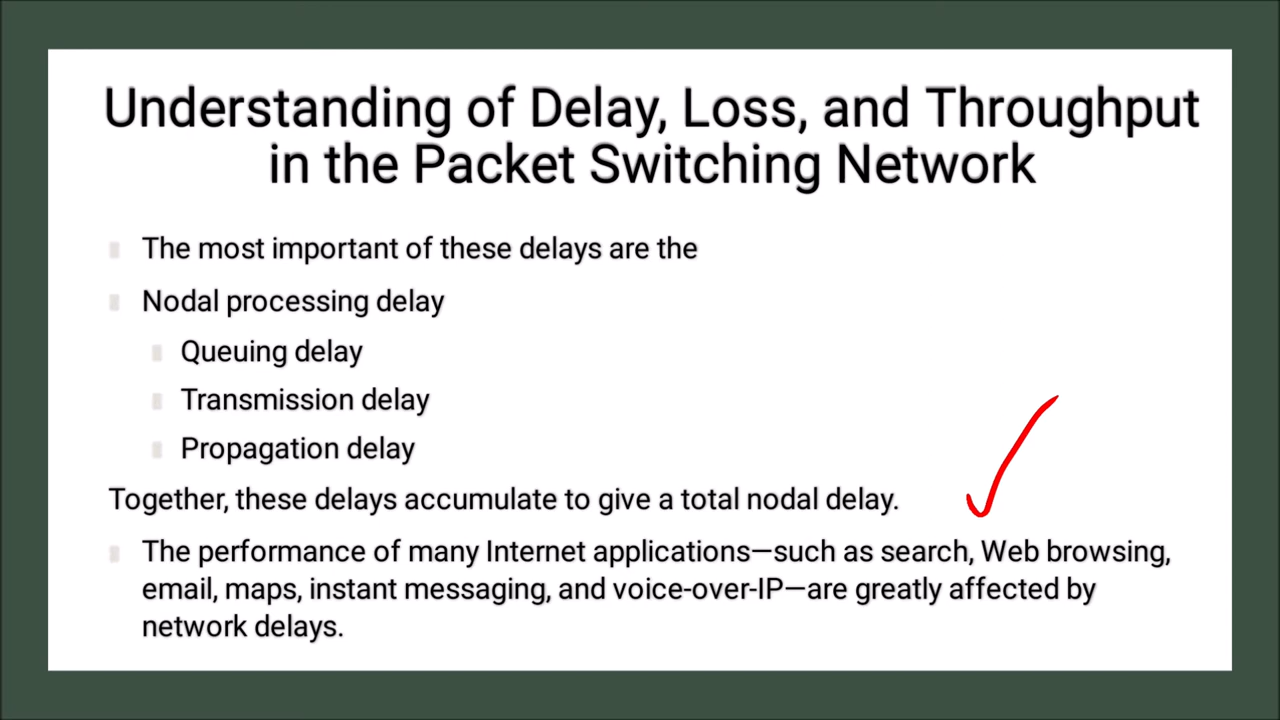 Understanding of Delay, Loss, and Throughput
in the Packet Switching Network
The most important of these delays are the
Nodal processing delay
Queuing delay
Transmission delay
Propagation delay
Together, these delays accumulate to give a total nodal delay.
The performance of many Internet applications—such as search, Web browsing,
email, maps, instant messaging, and voice-over-IP—are greatly affected by
network delays.